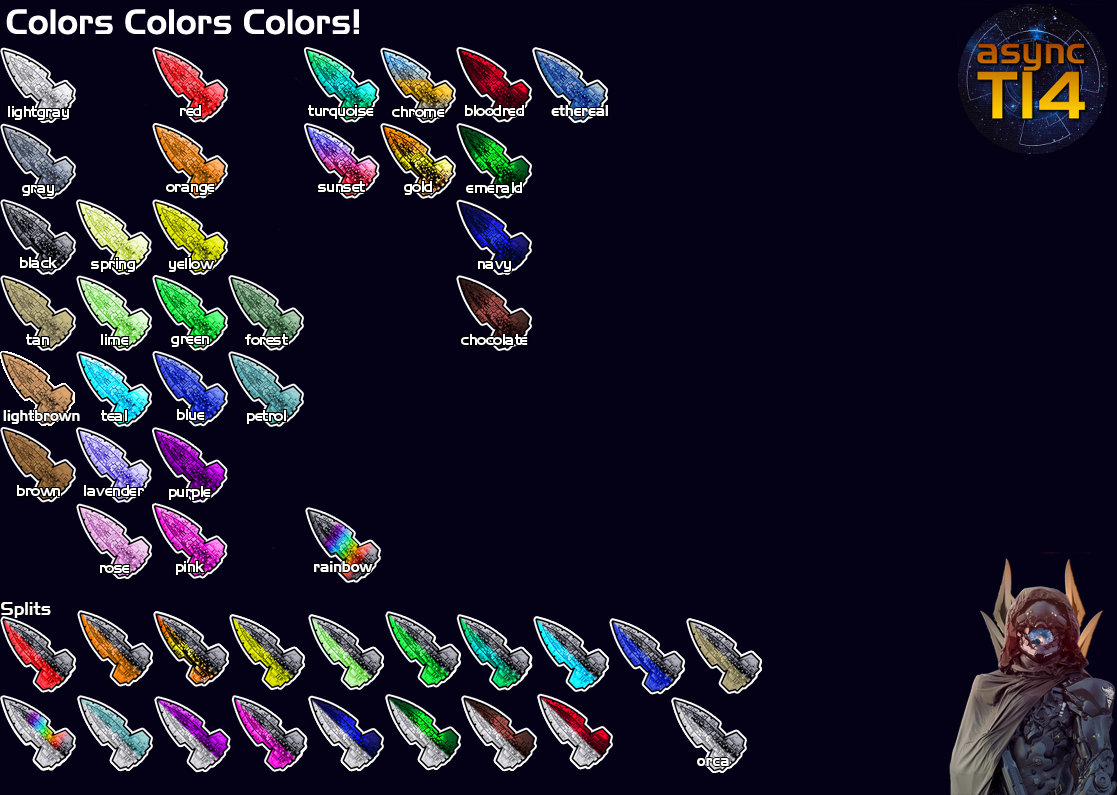 Colors Colors Colors!
async
TI4
lightgray red turquoise chrome bloodred ethereal
gray orange sunset gold emerald
black spring yellow navy
tan lime green forest chocolate
lightbrown teal blue petrol
brown lavender purple
rose pink rainbow
Splits
orca